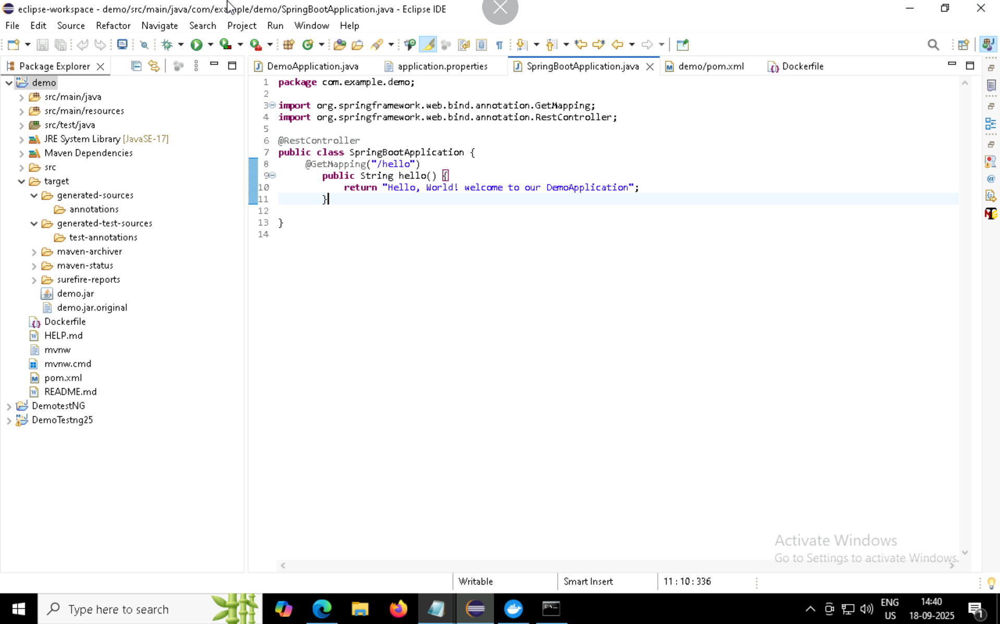 eclipse-workspace - demo/src/main/java/com/example/demo/SpringBootApplication.java - Eclipse IDE
File Edit Source Refactor Navigate Search Project Run Window Help
Package Explorer
DemoApplication.java application.properties SpringBootApplication.java demo/pom.xml Dockerfile
demo
src/main/java
src/main/resources
src/test/java
JRE System Library [JavaSE-17]
Maven Dependencies
src
target
generated-sources
annotations
generated-test-sources
test-annotations
maven-archiver
maven-status
surefire-reports
demo.jar
demo.jar.original
Dockerfile
HELP.md
mvnw
mvnw.cmd
pom.xml
README.md
DemotestNG
DemoTestng25
1 package com.example.demo;
2
3 import org.springframework.web.bind.annotation.GetMapping;
4 import org.springframework.web.bind.annotation.RestController;
5
6 @RestController
7 public class SpringBootApplication {
8 @GetMapping("/hello")
9 public String hello() {
10 return "Hello, World! welcome to our DemoApplication";
11 }
12
13 }
14
Activate Windows
Go to Settings to activate Windows.
Writable Smart Insert 11 : 10 : 336
Type here to search
ENG
US
14:40
18-09-2025
1